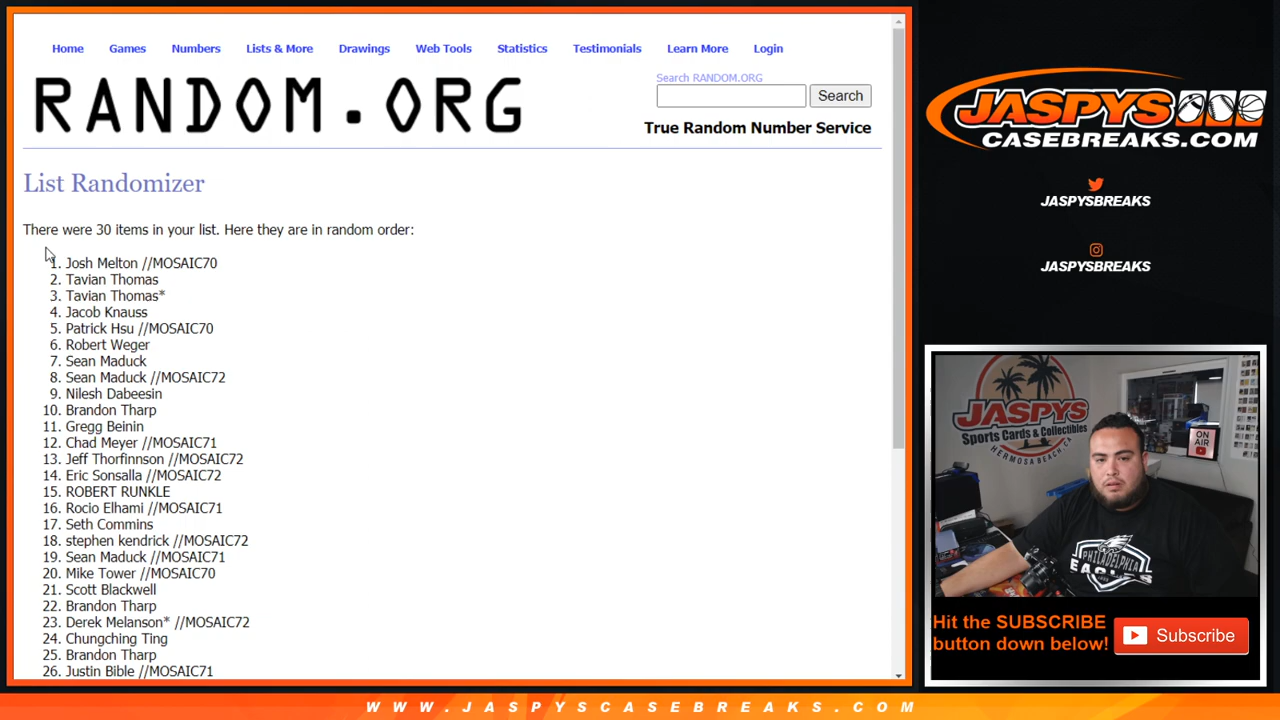 Home Games Numbers Lists & More Drawings Web Tools Statistics Testimonials Learn More Login
RANDOM.ORG
Search RANDOM.ORG
Search
True Random Number Service
List Randomizer
There were 30 items in your list. Here they are in random order:
1. Josh Melton //MOSAIC70
2. Tavian Thomas
3. Tavian Thomas*
4. Jacob Knauss
5. Patrick Hsu //MOSAIC70
6. Robert Weger
7. Sean Maduck
8. Sean Maduck //MOSAIC72
9. Nilesh Dabeesin
10. Brandon Tharp
11. Gregg Beinin
12. Chad Meyer //MOSAIC71
13. Jeff Thorfinnson //MOSAIC72
14. Eric Sonsalla //MOSAIC72
15. ROBERT RUNKLE
16. Rocio Elhami //MOSAIC71
17. Seth Commins
18. stephen kendrick //MOSAIC72
19. Sean Maduck //MOSAIC71
20. Mike Tower //MOSAIC70
21. Scott Blackwell
22. Brandon Tharp
23. Derek Melanson* //MOSAIC72
24. Chungching Ting
25. Brandon Tharp
26. Justin Bible //MOSAIC71
JASPYS
CASEBREAKS.COM
JASPYSBREAKS
JASPYSBREAKS
JASPYS
Sports Cards & Collectibles
HERMOSA BEACH, CA
ON AIR
PHILADELPHIA
EAGLES
Hit the SUBSCRIBE
button down below!
Subscribe
WWW.JASPYSCASEBREAKS.COM